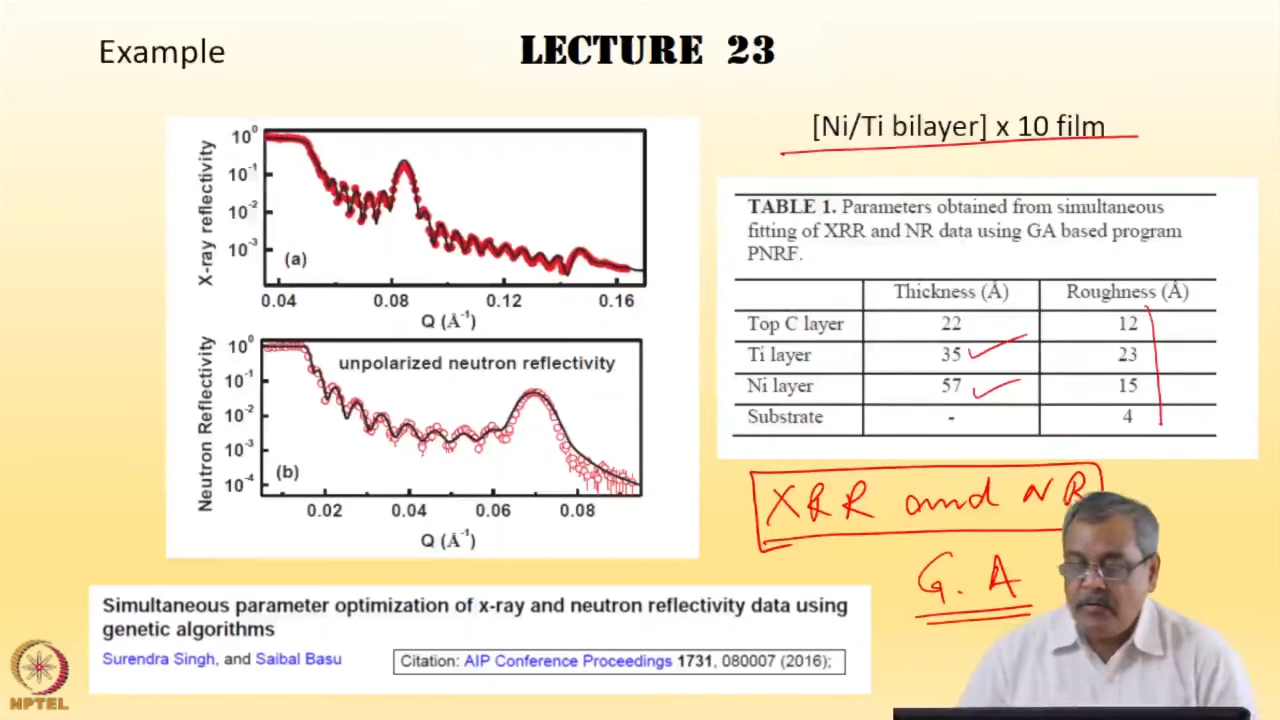 Example
LECTURE 23
[Ni/Ti bilayer] x 10 film
X-ray reflectivity
10⁰
10⁻¹
10⁻²
10⁻³
(a)
0.04 0.08 0.12 0.16
Q (Å⁻¹)
Neutron Reflectivity
10⁰
10⁻¹
10⁻²
10⁻³
10⁻⁴
unpolarized neutron reflectivity
(b)
0.02 0.04 0.06 0.08
Q (Å⁻¹)
TABLE 1. Parameters obtained from simultaneous
fitting of XRR and NR data using GA based program
PNRF.
Thickness (Å) Roughness (Å)
Top C layer 22 12
Ti layer 35 23
Ni layer 57 15
Substrate - 4
XRR and NR
G. A
Simultaneous parameter optimization of x-ray and neutron reflectivity data using
genetic algorithms
Surendra Singh, and Saibal Basu
Citation: AIP Conference Proceedings 1731, 080007 (2016);
NPTEL